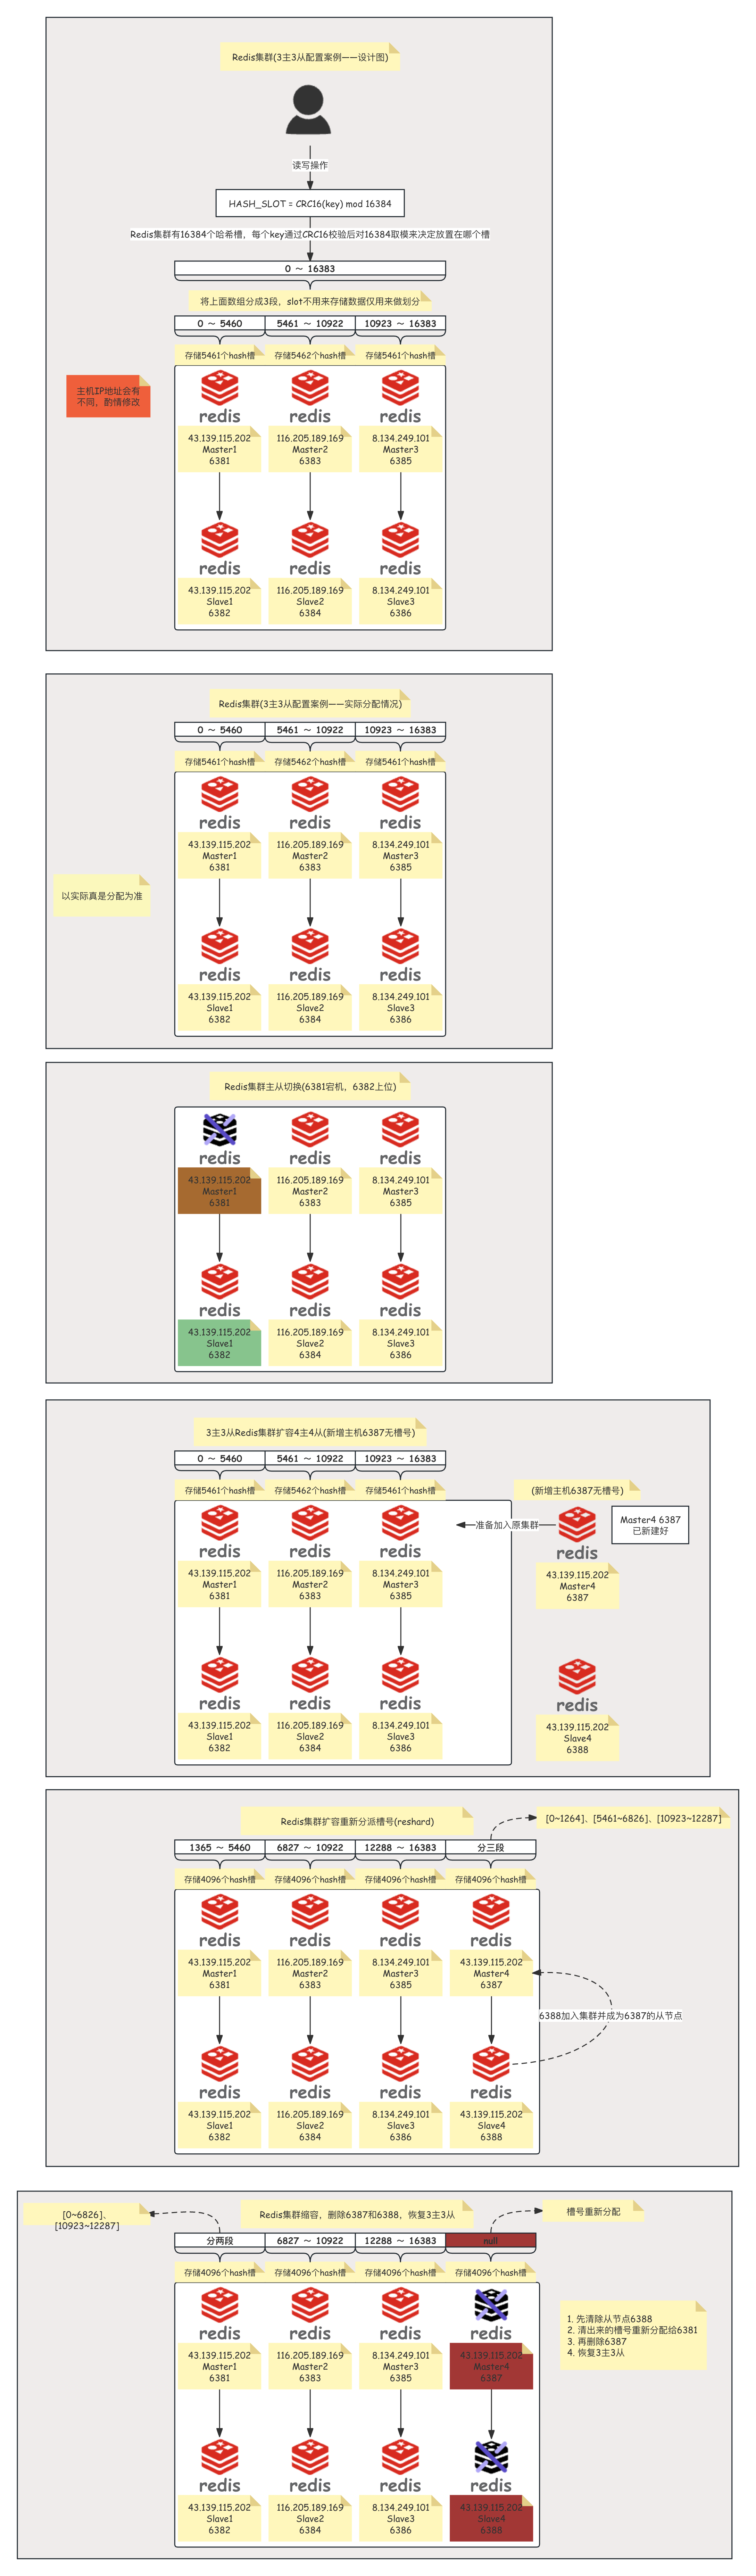 Redis集群(3主3从配置案例——设计图)
读写操作
HASH_SLOT = CRC16(key) mod 16384
Redis集群有16384个哈希槽，每个key通过CRC16校验后对16384取模来决定放置在哪个槽
0 ～ 16383
将上面数组分成3段，slot不用来存储数据仅用来做划分
0 ～ 5460
5461 ～ 10922
10923 ～ 16383
存储5461个hash槽
存储5462个hash槽
存储5461个hash槽
主机IP地址会有
不同，酌情修改
redis
redis
redis
43.139.115.202
Master1
6381
116.205.189.169
Master2
6383
8.134.249.101
Master3
6385
redis
redis
redis
43.139.115.202
Slave1
6382
116.205.189.169
Slave2
6384
8.134.249.101
Slave3
6386
Redis集群(3主3从配置案例——实际分配情况)
0 ～ 5460
5461 ～ 10922
10923 ～ 16383
存储5461个hash槽
存储5462个hash槽
存储5461个hash槽
redis
redis
redis
43.139.115.202
Master1
6381
116.205.189.169
Master2
6383
8.134.249.101
Master3
6385
以实际真是分配为准
redis
redis
redis
43.139.115.202
Slave1
6382
116.205.189.169
Slave2
6384
8.134.249.101
Slave3
6386
Redis集群主从切换(6381宕机，6382上位)
redis
redis
redis
43.139.115.202
Master1
6381
116.205.189.169
Master2
6383
8.134.249.101
Master3
6385
redis
redis
redis
43.139.115.202
Slave1
6382
116.205.189.169
Slave2
6384
8.134.249.101
Slave3
6386
3主3从Redis集群扩容4主4从(新增主机6387无槽号)
0 ～ 5460
5461 ～ 10922
10923 ～ 16383
存储5461个hash槽
存储5462个hash槽
存储5461个hash槽
(新增主机6387无槽号)
准备加入原集群
Master4 6387
已新建好
redis
redis
redis
redis
43.139.115.202
Master1
6381
116.205.189.169
Master2
6383
8.134.249.101
Master3
6385
43.139.115.202
Master4
6387
redis
redis
redis
redis
43.139.115.202
Slave1
6382
116.205.189.169
Slave2
6384
8.134.249.101
Slave3
6386
43.139.115.202
Slave4
6388
Redis集群扩容重新分派槽号(reshard)
[0~1264]、[5461~6826]、[10923~12287]
1365 ～ 5460
6827 ～ 10922
12288 ～ 16383
分三段
存储4096个hash槽
存储4096个hash槽
存储4096个hash槽
存储4096个hash槽
redis
redis
redis
redis
43.139.115.202
Master1
6381
116.205.189.169
Master2
6383
8.134.249.101
Master3
6385
43.139.115.202
Master4
6387
6388加入集群并成为6387的从节点
redis
redis
redis
redis
43.139.115.202
Slave1
6382
116.205.189.169
Slave2
6384
8.134.249.101
Slave3
6386
43.139.115.202
Slave4
6388
[0~6826]、
[10923~12287]
Redis集群缩容，删除6387和6388，恢复3主3从
槽号重新分配
分两段
6827 ～ 10922
12288 ～ 16383
null
存储4096个hash槽
存储4096个hash槽
存储4096个hash槽
存储4096个hash槽
redis
redis
redis
redis
43.139.115.202
Master1
6381
116.205.189.169
Master2
6383
8.134.249.101
Master3
6385
43.139.115.202
Master4
6387
1. 先清除从节点6388
2. 清出来的槽号重新分配给6381
3. 再删除6387
4. 恢复3主3从
redis
redis
redis
redis
43.139.115.202
Slave1
6382
116.205.189.169
Slave2
6384
8.134.249.101
Slave3
6386
43.139.115.202
Slave4
6388